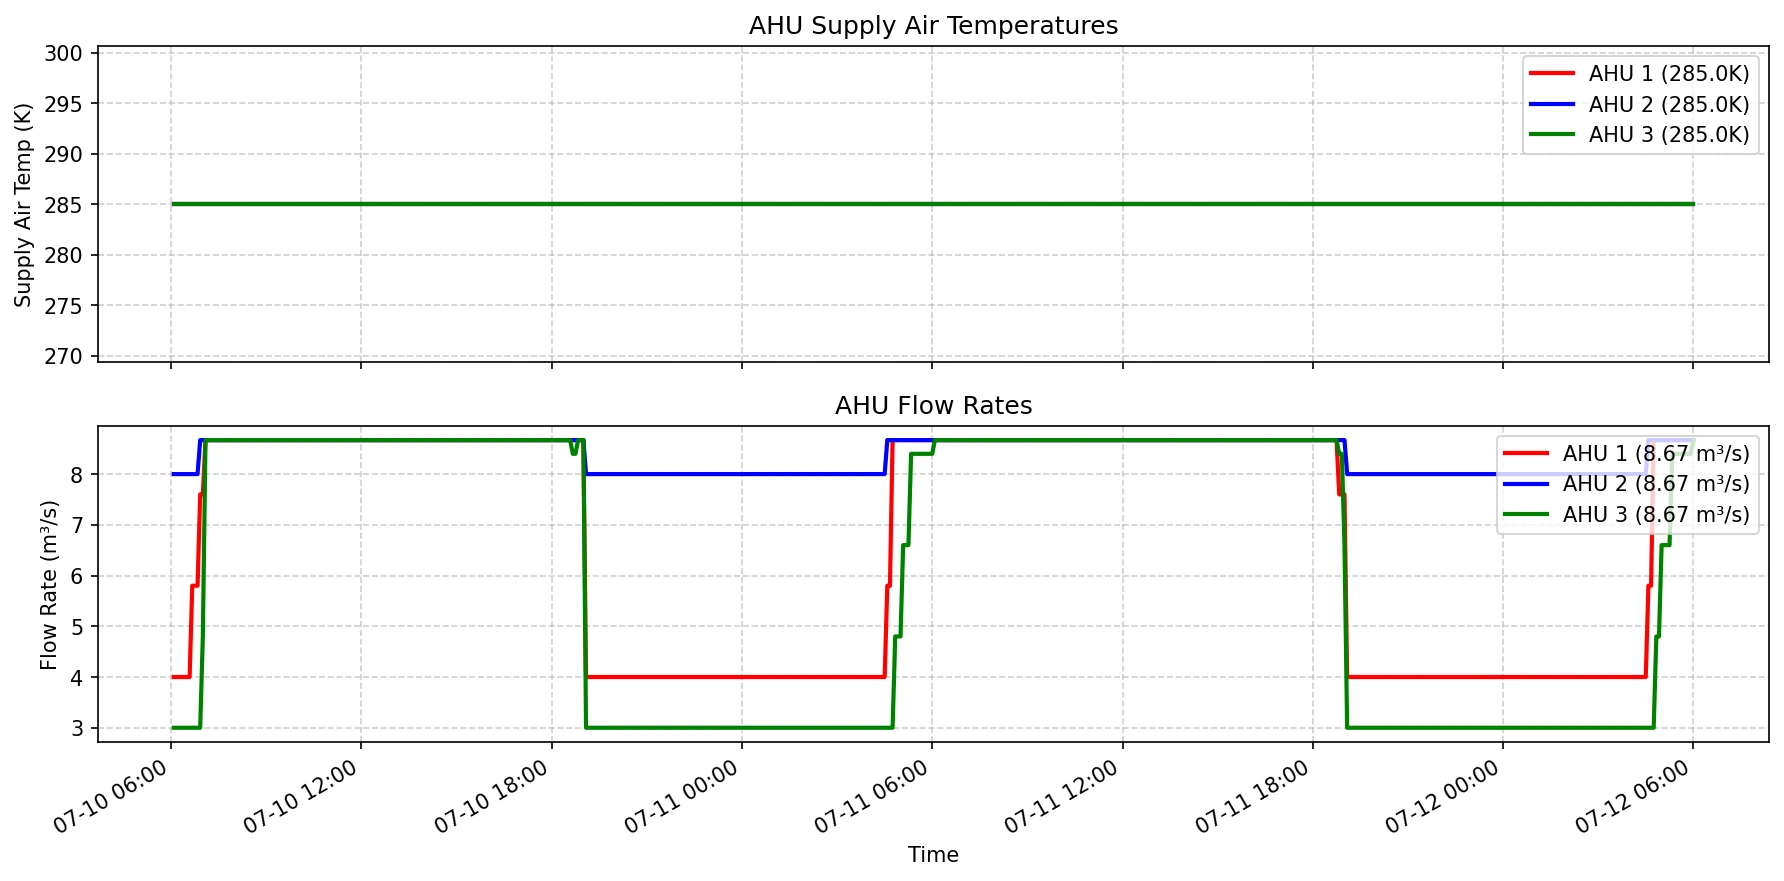 AHU Supply Air Temperatures
Supply Air Temp (K)
300
295
290
285
280
275
270
AHU 1 (285.0K)
AHU 2 (285.0K)
AHU 3 (285.0K)
AHU Flow Rates
Flow Rate (m³/s)
8
7
6
5
4
3
AHU 1 (8.67 m³/s)
AHU 2 (8.67 m³/s)
AHU 3 (8.67 m³/s)
07-10 06:00
07-10 12:00
07-10 18:00
07-11 00:00
07-11 06:00
07-11 12:00
07-11 18:00
07-12 00:00
07-12 06:00
Time